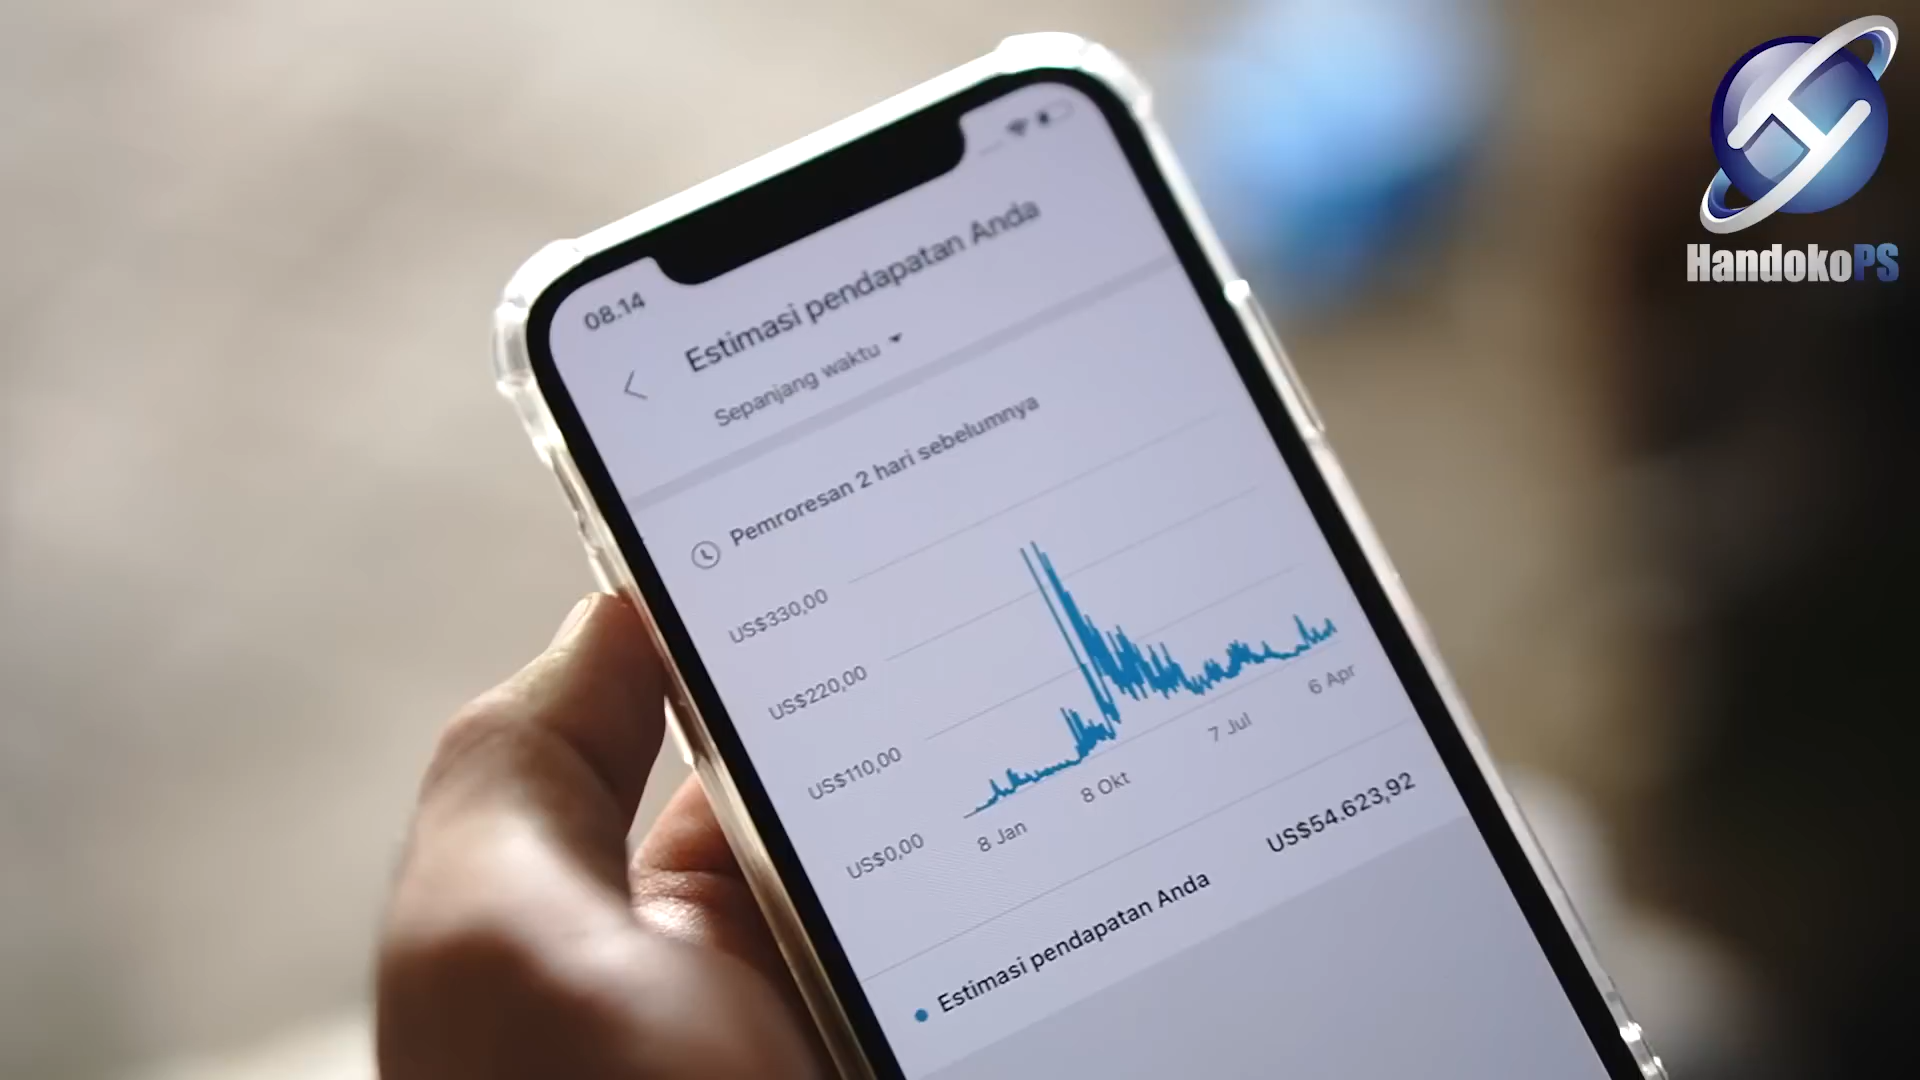 HandokoPS
08.14
Estimasi pendapatan Anda
Sepanjang waktu
Pemroresan 2 hari sebelumnya
US$330,00
US$220,00
US$110,00
US$0,00
8 Jan
8 Okt
7 Jul
6 Apr
Estimasi pendapatan Anda
US$54.623,92